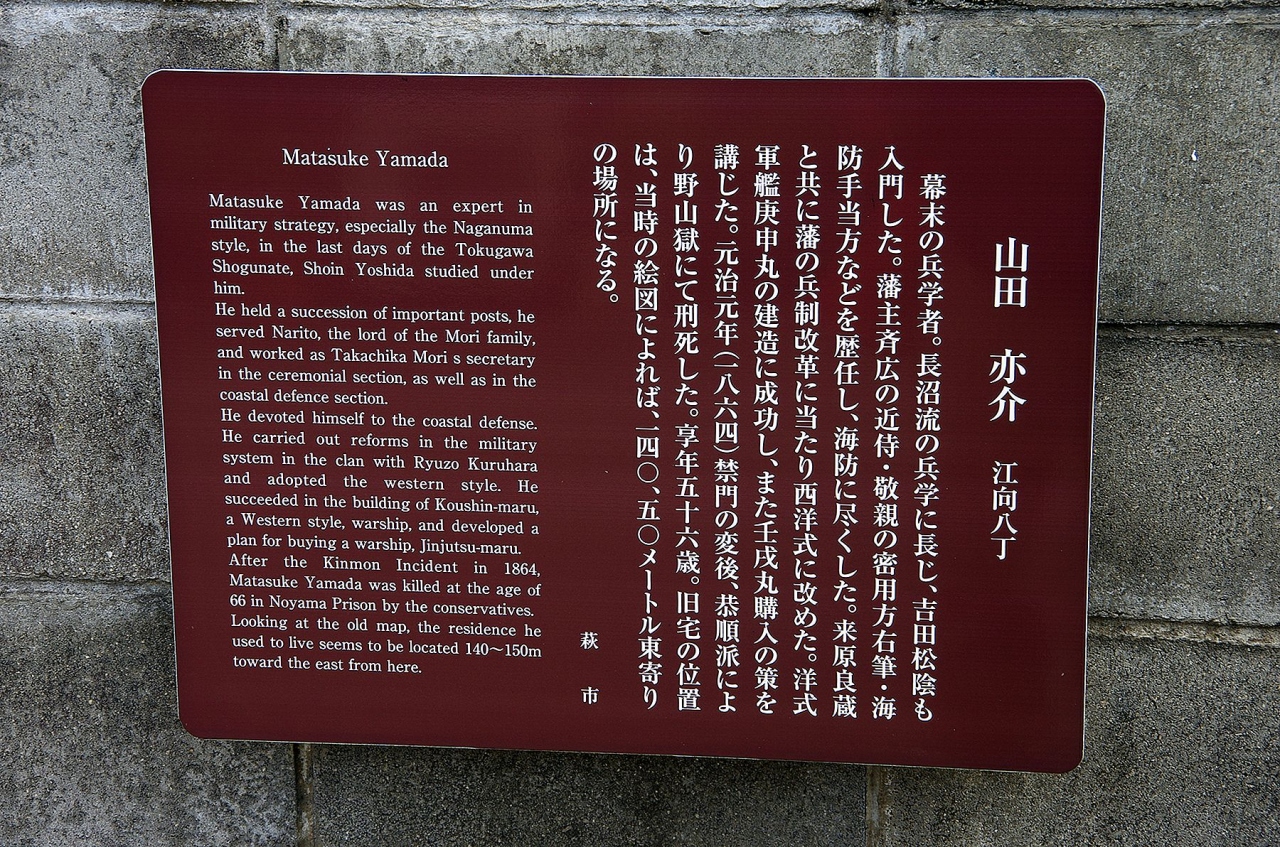 山田 亦介 江向八丁
幕末の兵学者。長沼流の兵学に長じ、吉田松陰も
入門した。藩主斉広の近侍・敬親の密用方右筆・海
防手当方などを歴任し、海防に尽くした。来原良蔵
と共に藩の兵制改革に当たり西洋式に改めた。洋式
軍艦庚申丸の建造に成功し、また壬戌丸購入の策を
講じた。元治元年(一八六四)禁門の変後、恭順派によ
り野山獄にて刑死した。享年五十六歳。旧宅の位置
は、当時の絵図によれば、一四〇、五〇メートル東寄り
の場所になる。
萩 市
Matasuke Yamada
Matasuke Yamada was an expert in
military strategy, especially the Naganuma
style, in the last days of the Tokugawa
Shogunate, Shoin Yoshida studied under
him.
He held a succession of important posts, he
served Narito, the lord of the Mori family,
and worked as Takachika Mori s secretary
in the ceremonial section, as well as in the
coastal defence section.
He devoted himself to the coastal defense.
He carried out reforms in the military
system in the clan with Ryuzo Kuruhara
and adopted the western style. He
succeeded in the building of Koushin-maru,
a Western style, warship, and developed a
plan for buying a warship, Jinjutsu-maru.
After the Kinmon Incident in 1864,
Matasuke Yamada was killed at the age of
66 in Noyama Prison by the conservatives.
Looking at the old map, the residence he
used to live seems to be located 140～150m
toward the east from here.